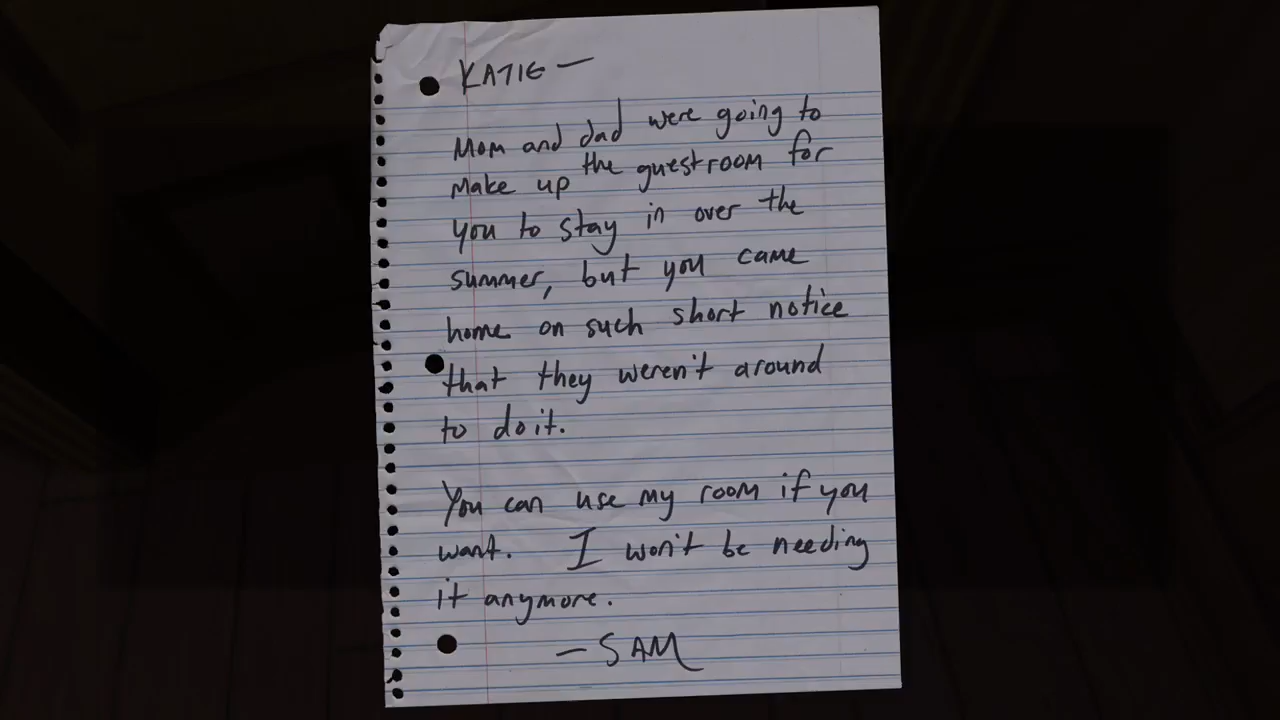 KATIE —
Mom and dad were going to
make up the guestroom for
you to stay in over the
summer, but you came
home on such short notice
that they weren't around
to do it.
You can use my room if you
want. I won't be needing
it anymore.
— SAM